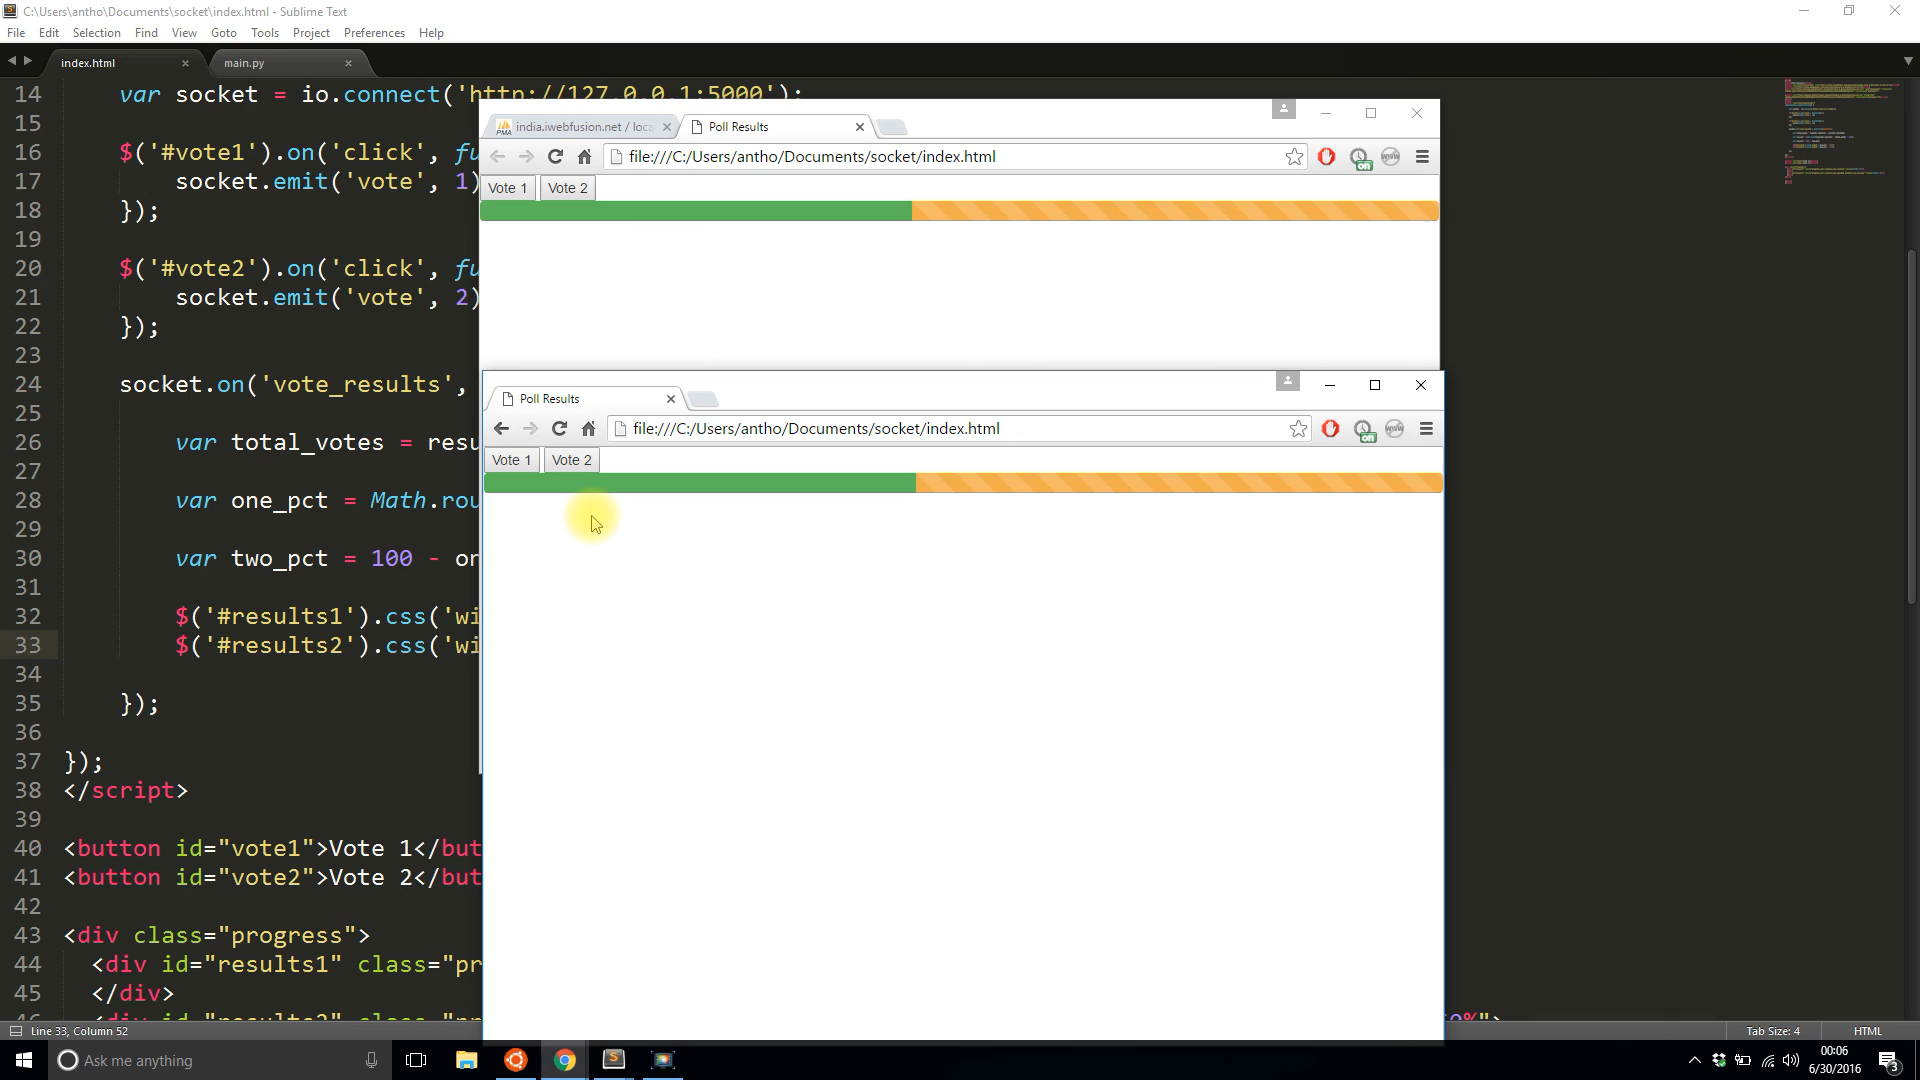 C:\Users\antho\Documents\socket\index.html - Sublime Text
File Edit Selection Find View Goto Tools Project Preferences Help
index.html main.py
14 var socket = io.connect('http://127.0.0.1:5000');
15
16 $('#vote1').on('click', fu
17 socket.emit('vote', 1)
18 });
19
20 $('#vote2').on('click', fu
21 socket.emit('vote', 2)
22 });
23
24 socket.on('vote_results',
25
26 var total_votes = resu
27
28 var one_pct = Math.rou
29
30 var two_pct = 100 - on
31
32 $('#results1').css('wi
33 $('#results2').css('wi
34
35 });
36
37 });
38 </script>
39
40 <button id="vote1">Vote 1</but
41 <button id="vote2">Vote 2</but
42
43 <div class="progress">
44 <div id="results1" class="pr
45 </div>
india.iwebfusion.net / loca Poll Results
file:///C:/Users/antho/Documents/socket/index.html
Vote 1 Vote 2
Poll Results
file:///C:/Users/antho/Documents/socket/index.html
Vote 1 Vote 2
Line 33, Column 52 Tab Size: 4 HTML
Ask me anything
00:06
6/30/2016
3